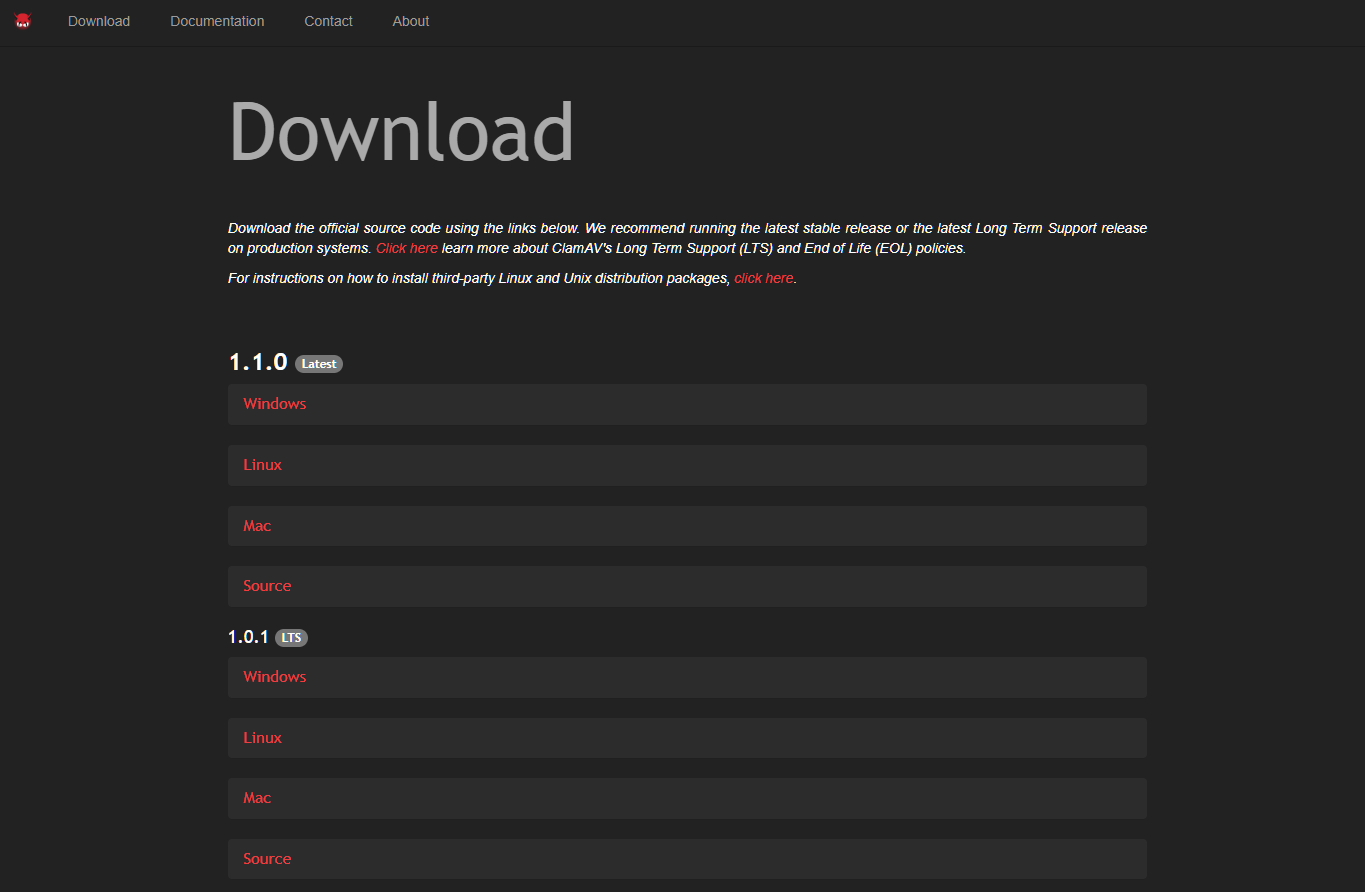 Download Documentation Contact About
Download
Download the official source code using the links below. We recommend running the latest stable release or the latest Long Term Support release
on production systems. Click here learn more about ClamAV's Long Term Support (LTS) and End of Life (EOL) policies.
For instructions on how to install third-party Linux and Unix distribution packages, click here.
1.1.0 Latest
Windows
Linux
Mac
Source
1.0.1 LTS
Windows
Linux
Mac
Source